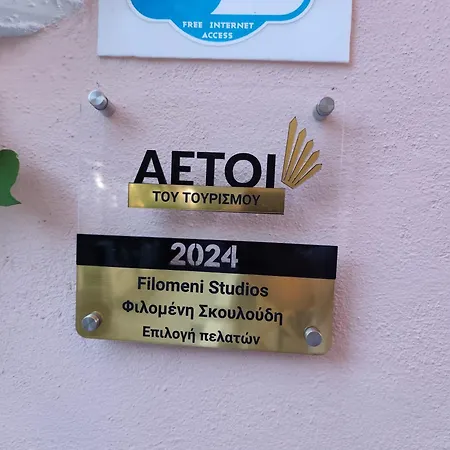 FREE INTERNET
ACCESS
ΑΕΤΟΙ
ΤΟΥ ΤΟΥΡΙΣΜΟΥ
2024
Filomeni Studios
Φιλομένη Σκουλούδη
Επιλογή πελατών